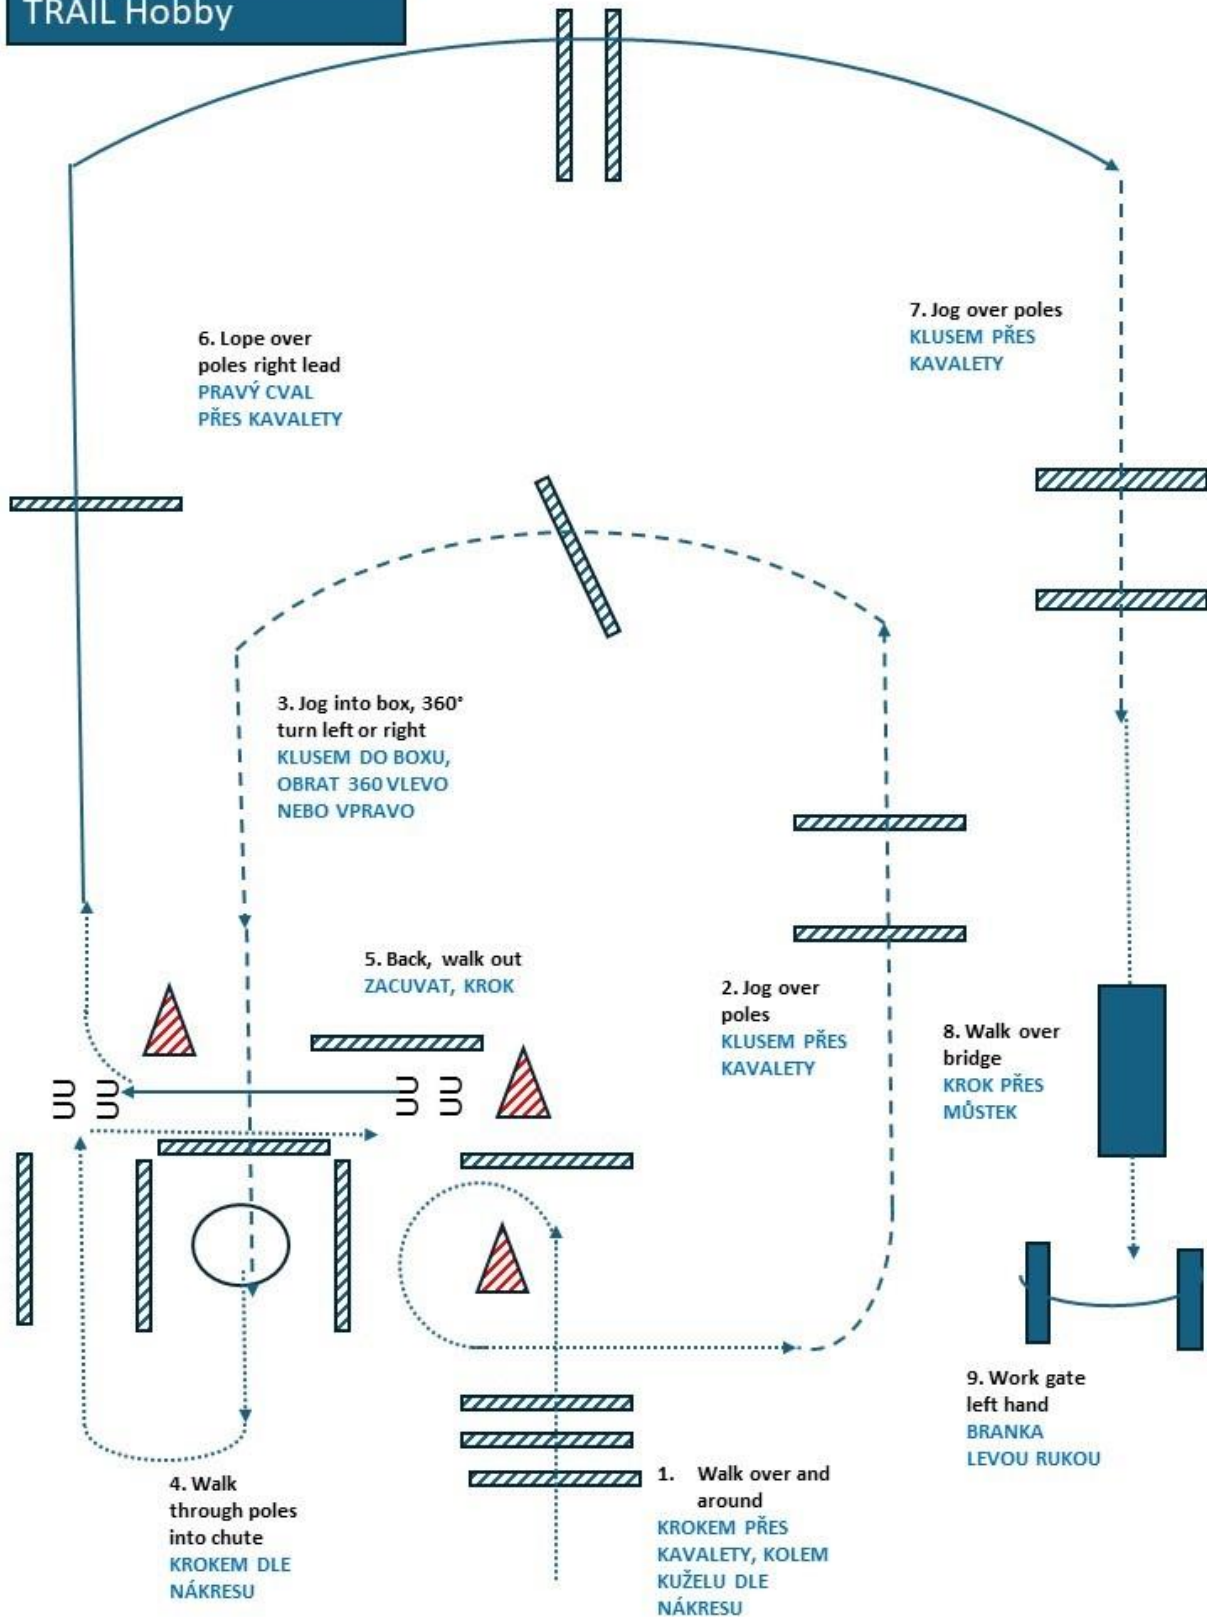 TRAIL Hobby
1. Walk over and
around
KROKEM PŘES
KAVALETY, KOLEM
KUŽELU DLE
NÁKRESU
2. Jog over
poles
KLUSEM PŘES
KAVALETY
3. Jog into box, 360°
turn left or right
KLUSEM DO BOXU,
OBRAT 360 VLEVO
NEBO VPRAVO
4. Walk
through poles
into chute
KROKEM DLE
NÁKRESU
5. Back, walk out
ZACUVAT, KROK
6. Lope over
poles right lead
PRAVÝ CVAL
PŘES KAVALETY
7. Jog over poles
KLUSEM PŘES
KAVALETY
8. Walk over
bridge
KROK PŘES
MŮSTEK
9. Work gate
left hand
BRANKA
LEVOU RUKOU